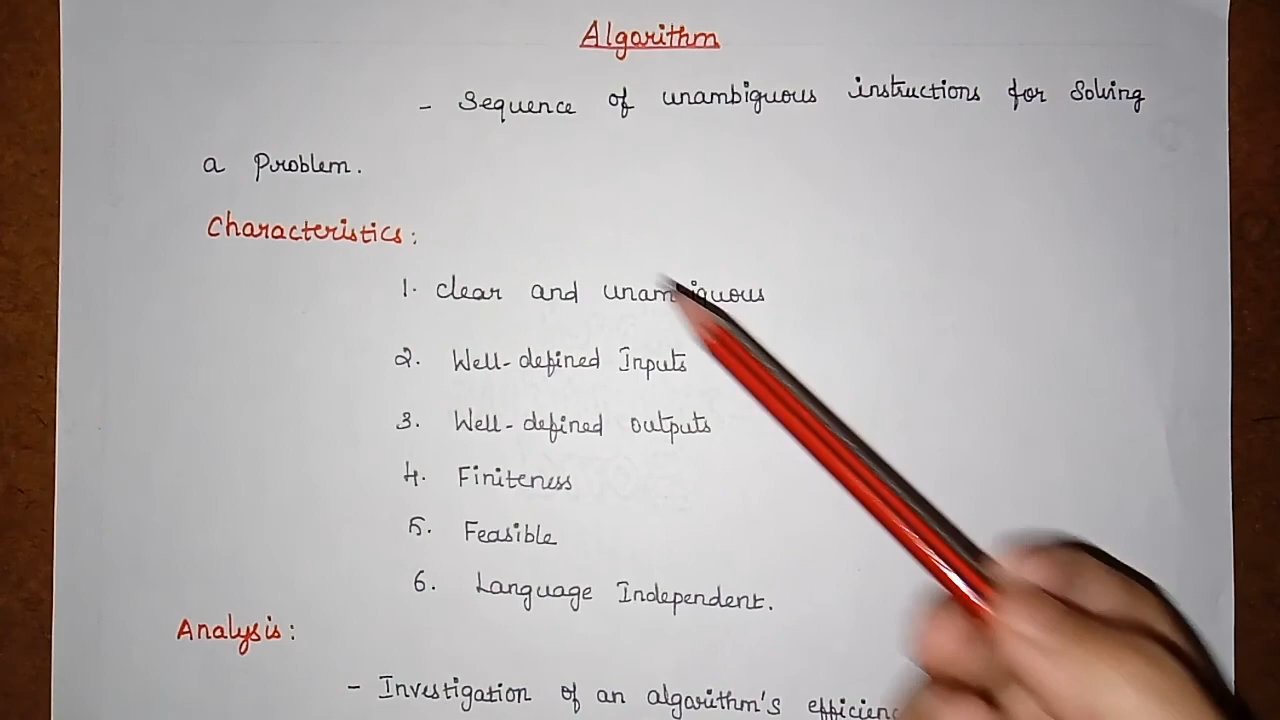 Algorithm
- Sequence of unambiguous instructions for Solving
a Problem.
Characteristics:
1. Clear and unambiguous
2. Well-defined Inputs
3. Well-defined outputs
4. Finiteness
5. Feasible
6. Language Independent.
Analysis:
- Investigation of an algorithm's